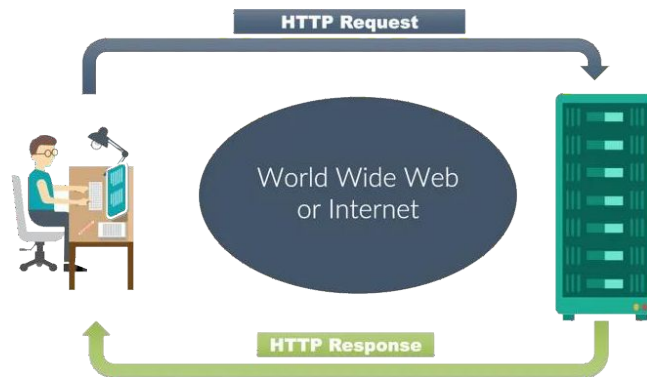 HTTP Request
World Wide Web
or Internet
HTTP Response